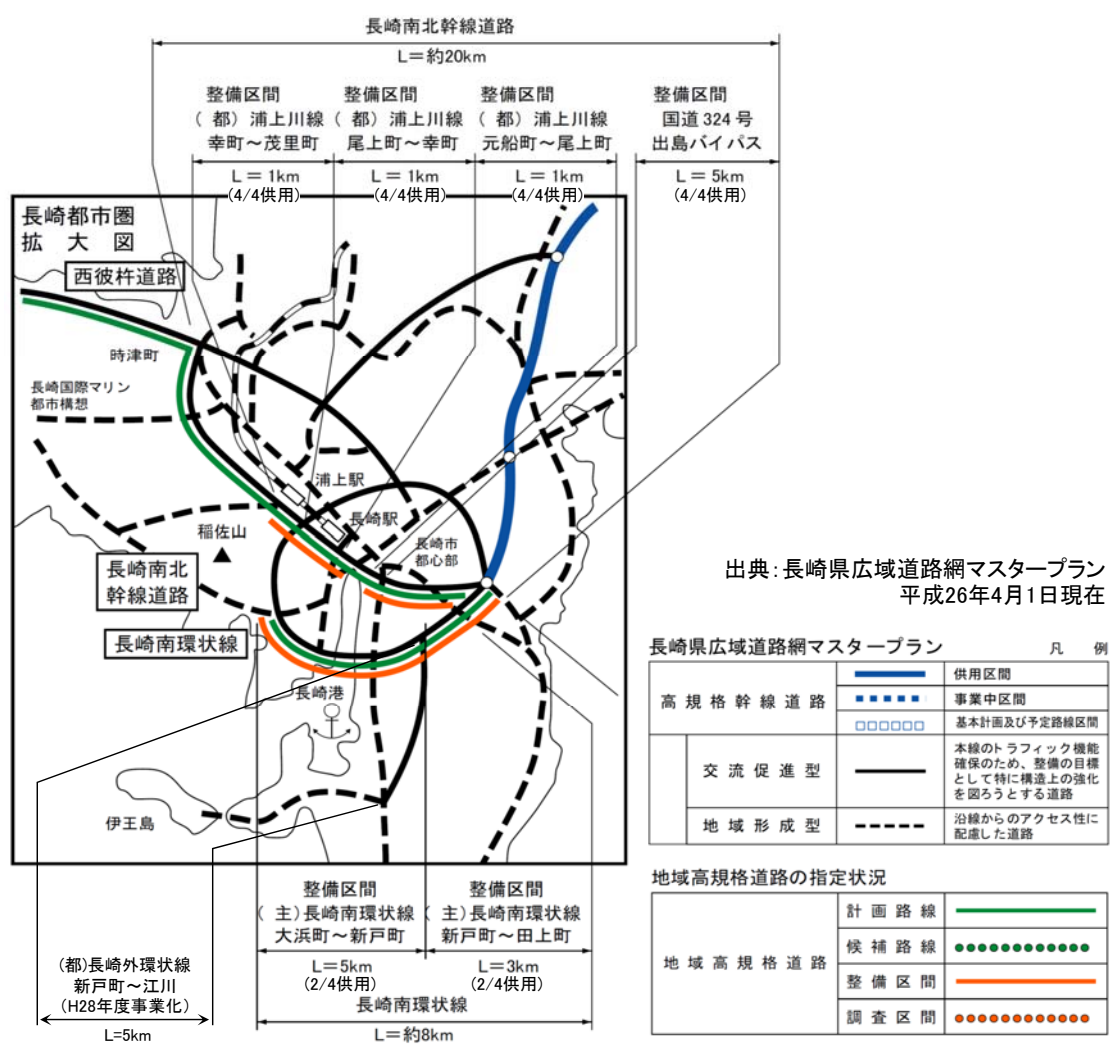 長崎南北幹線道路
L＝約20km
整備区間
（ 都）浦上川線
幸町～茂里町
L＝1km
(4/4供用)
整備区間
（ 都）浦上川線
尾上町～幸町
L＝1km
(4/4供用)
整備区間
（ 都）浦上川線
元船町～尾上町
L＝1km
(4/4供用)
整備区間
国道324号
出島バイパス
L＝5km
(4/4供用)
長崎都市圏
拡 大 図
西彼杵道路
時津町
長崎国際マリン
都市構想
浦上駅
長崎駅
稲佐山
長崎市
都心部
長崎南北
幹線道路
長崎南環状線
長崎港
伊王島
整備区間
（ 主）長崎南環状線
大浜町～新戸町
L=5km
(2/4供用)
整備区間
（ 主）長崎南環状線
新戸町～田上町
L=3km
(2/4供用)
長崎南環状線
L＝約8km
(都)長崎外環状線
新戸町～江川
(H28年度事業化)
L=5km
出典：長崎県広域道路網マスタープラン
平成26年4月1日現在
長崎県広域道路網マスタープラン 凡 例
高規格幹線道路
供用区間
事業中区間
基本計画及び予定路線区間
交流促進型
本線のトラフィック機能
確保のため、整備の目標
として特に構造上の強化
を図ろうとする道路
地域形成型
沿線からのアクセス性に
配慮した道路
地域高規格道路の指定状況
地域高規格道路
計画路線
候補路線
整備区間
調査区間